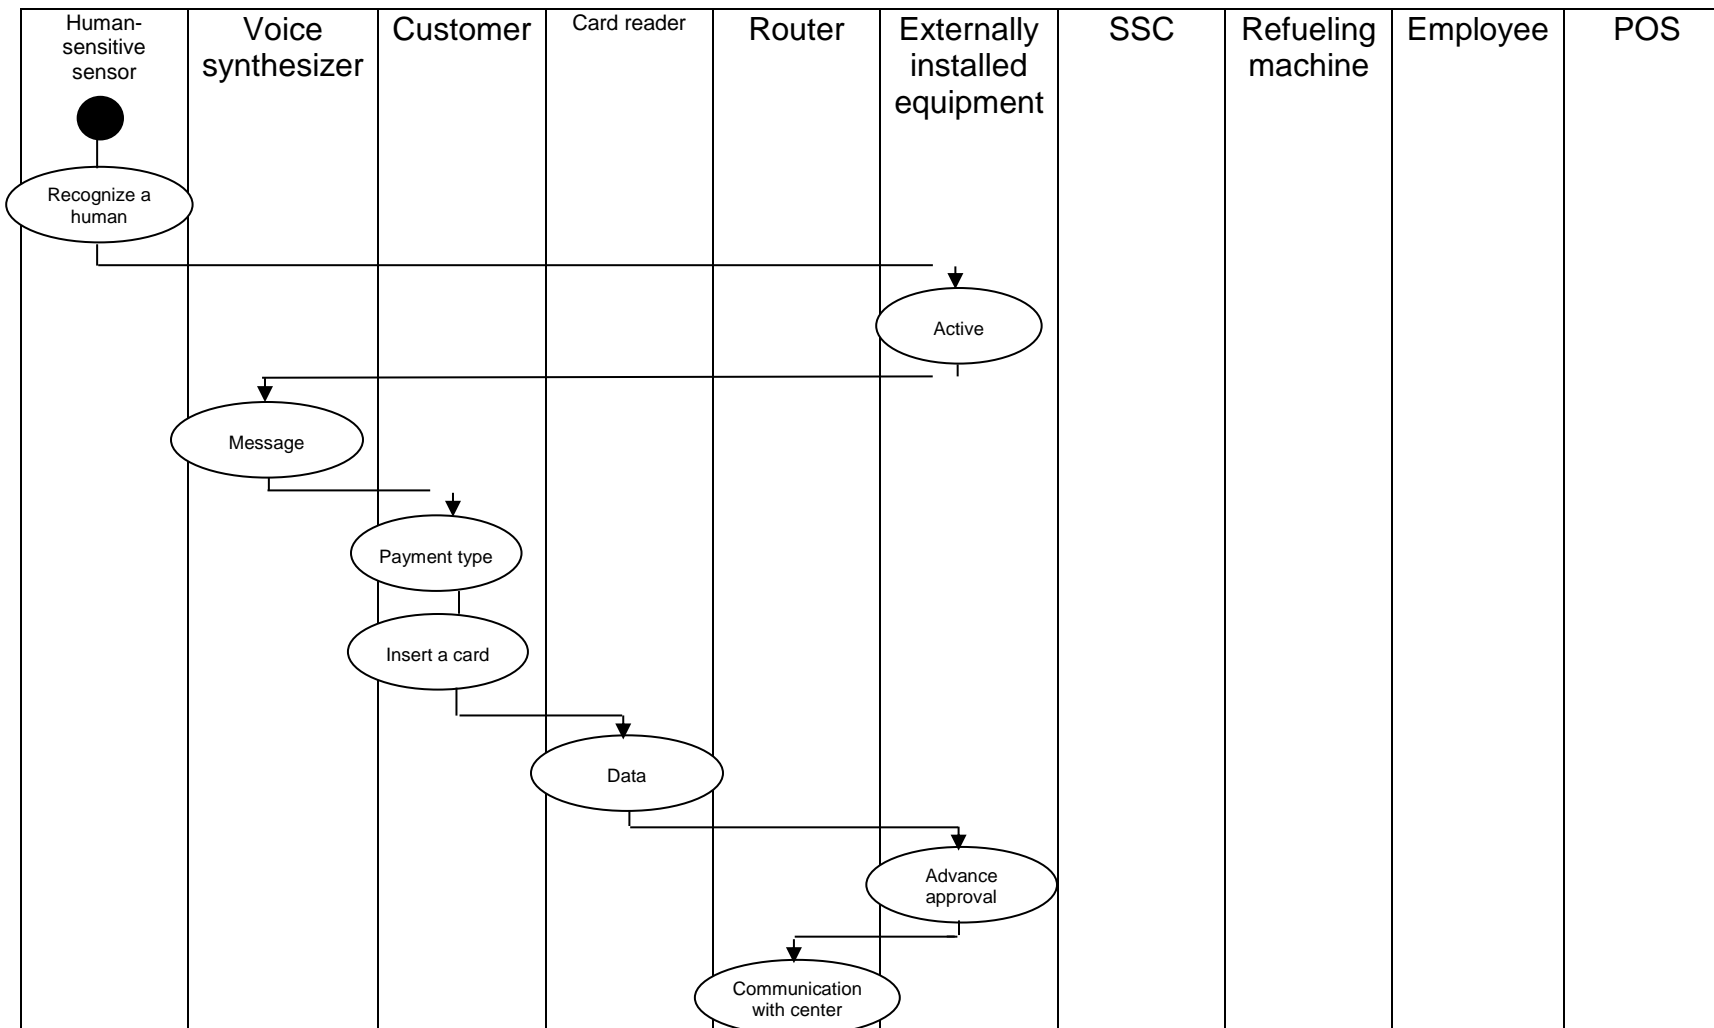 Human-
sensitive
sensor
Voice
synthesizer
Customer
Card reader
Router
Externally
installed
equipment
SSC
Refueling
machine
Employee
POS
Recognize a
human
Active
Message
Payment type
Insert a card
Data
Advance
approval
Communication
with center